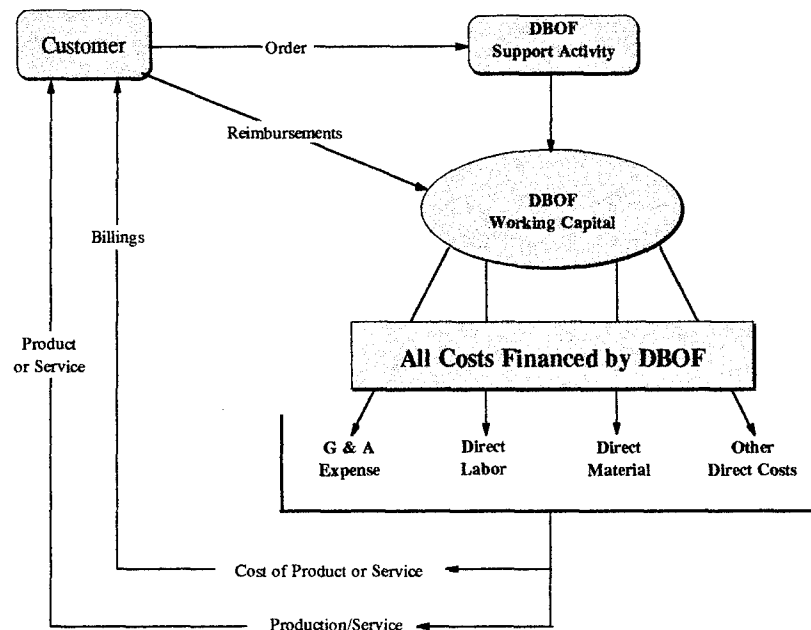 Customer
Order
DBOF
Support Activity
Reimbursements
DBOF
Working Capital
Billings
Product
or Service
All Costs Financed by DBOF
G & A
Expense
Direct
Labor
Direct
Material
Other
Direct Costs
Cost of Product or Service
Production/Service